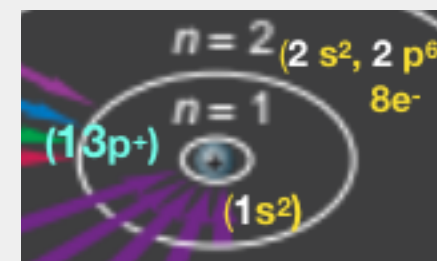 n = 2 (2 s², 2 p⁶
8e⁻
n = 1
(13p⁺)
+
(1s²)